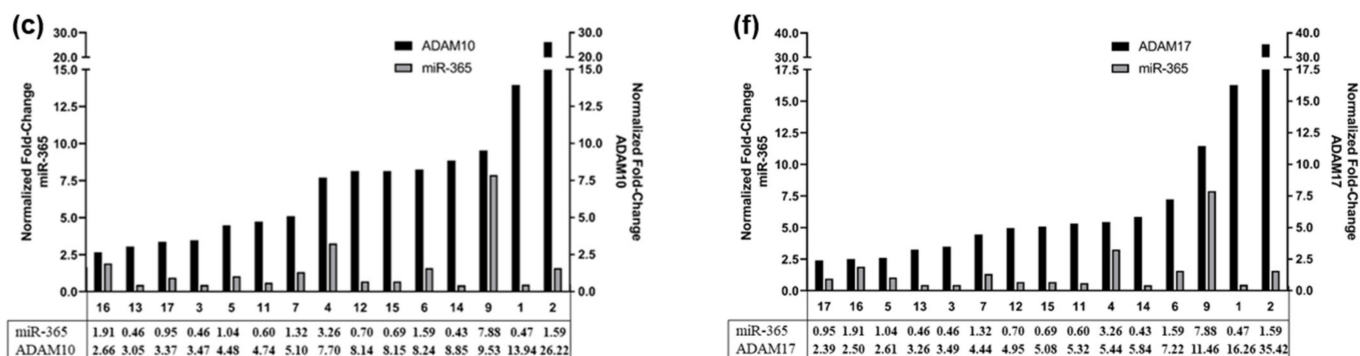 (c)
30.0
20.0
15.0
12.5
10.0
7.5
5.0
2.5
0.0
Normalized Fold-Change
miR-365
ADAM10
miR-365
30.0
20.0
15.0
12.5
10.0
7.5
5.0
2.5
0.0
Normalized Fold-Change
ADAM10
16 13 17 3 5 11 7 4 12 15 6 14 9 1 2
miR-365 1.91 0.46 0.95 0.46 1.04 0.60 1.32 3.26 0.70 0.69 1.59 0.43 7.88 0.47 1.59
ADAM10 2.66 3.05 3.37 3.47 4.48 4.74 5.10 7.70 8.14 8.15 8.24 8.85 9.53 13.94 26.22
(f)
40.0
20.0
17.5
15.0
12.5
10.0
7.5
5.0
2.5
0.0
Normalized Fold-Change
miR-365
ADAM17
miR-365
40.0
20.0
17.5
15.0
12.5
10.0
7.5
5.0
2.5
0.0
Normalized Fold-Change
ADAM17
17 16 5 13 3 7 12 15 11 4 14 6 9 1 2
miR-365 0.95 1.91 1.04 0.46 0.46 1.32 0.70 0.69 0.60 3.26 0.43 1.59 7.88 0.47 1.59
ADAM17 2.39 2.50 2.61 3.26 3.49 4.44 4.95 5.08 5.32 5.44 5.84 7.22 11.46 16.26 35.42